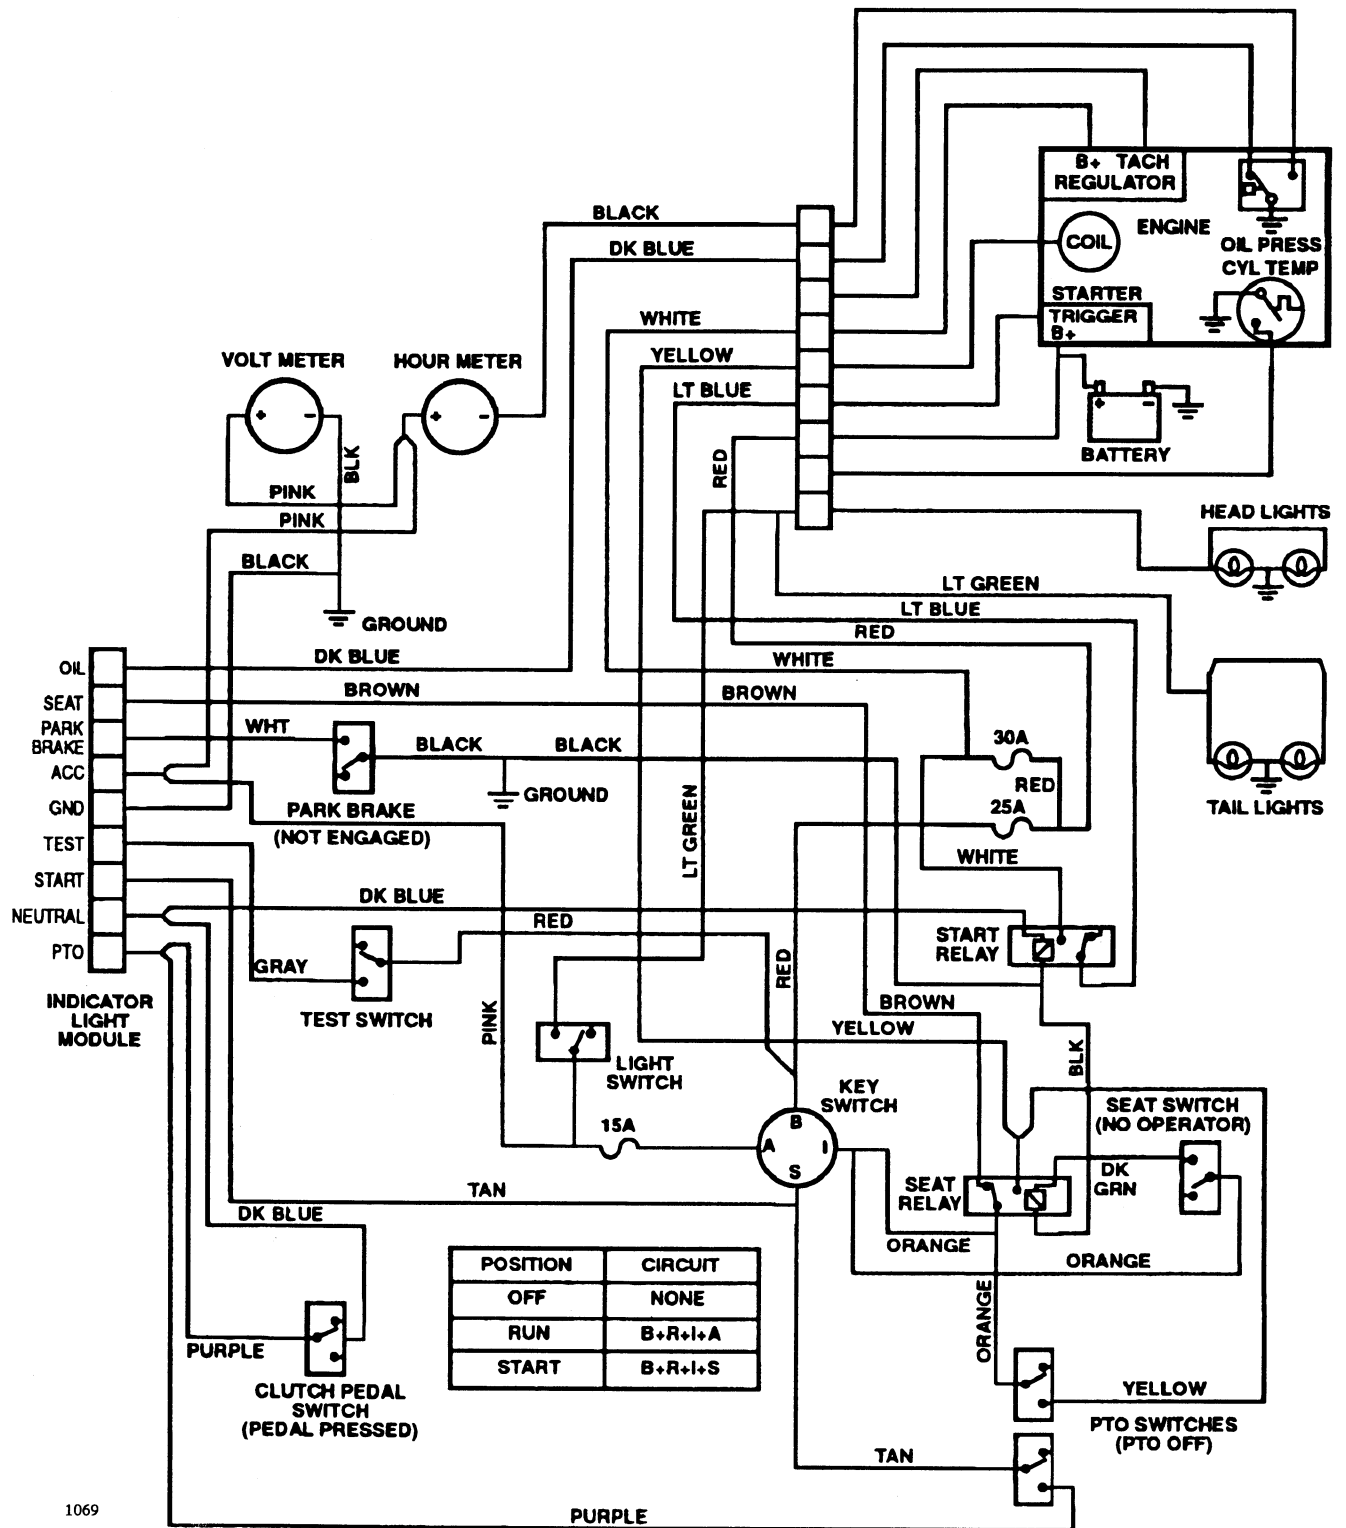 B+ TACH
REGULATOR
BLACK
ENGINE
COIL
DK BLUE
OIL PRESS
CYL TEMP
STARTER
WHITE
TRIGGER
B+
YELLOW
VOLT METER
HOUR METER
LT BLUE
+ -
+ -
+ -
BATTERY
BLK
RED
PINK
HEAD LIGHTS
PINK
BLACK
LT GREEN
LT BLUE
GROUND
RED
DK BLUE
WHITE
OIL
BROWN
BROWN
SEAT
WHT
PARK
BRAKE
BLACK
BLACK
30A
ACC
RED
GROUND
TAIL LIGHTS
GND
PARK BRAKE
(NOT ENGAGED)
25A
LT GREEN
TEST
WHITE
START
DK BLUE
NEUTRAL
RED
START
RELAY
PTO
GRAY
RED
INDICATOR
LIGHT
MODULE
TEST SWITCH
PINK
BROWN
YELLOW
BLK
LIGHT
SWITCH
KEY
SWITCH
SEAT SWITCH
(NO OPERATOR)
15A
B
A
I
S
DK
GRN
SEAT
RELAY
TAN
DK BLUE
ORANGE
ORANGE
POSITION CIRCUIT
OFF NONE
RUN B+R+I+A
START B+R+I+S
ORANGE
PURPLE
CLUTCH PEDAL
SWITCH
(PEDAL PRESSED)
YELLOW
PTO SWITCHES
(PTO OFF)
TAN
1069
PURPLE